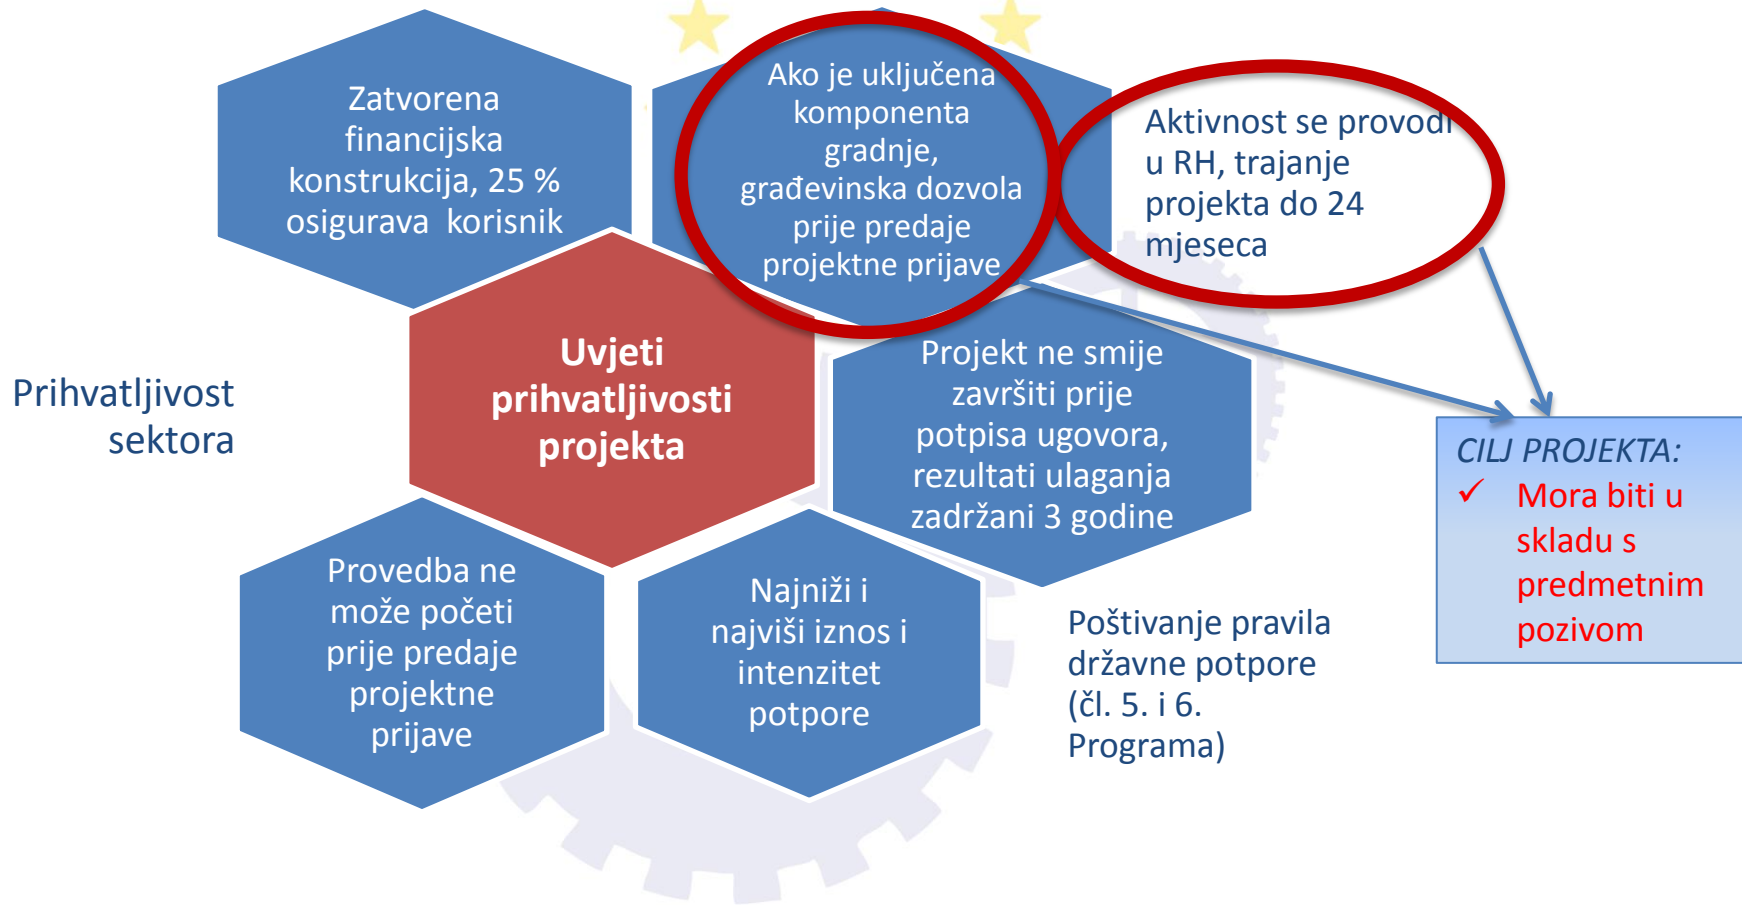 Zatvorena
financijska
konstrukcija, 25 %
osigurava korisnik
Ako je uključena
komponenta
gradnje,
građevinska dozvola
prije predaje
projektne prijave
Aktivnost se provodi
u RH, trajanje
projekta do 24
mjeseca
Prihvatljivost
sektora
Uvjeti
prihvatljivosti
projekta
Projekt ne smije
završiti prije
potpisa ugovora,
rezultati ulaganja
zadržani 3 godine
CILJ PROJEKTA:
✓ Mora biti u
skladu s
predmetnim
pozivom
Provedba ne
može početi
prije predaje
projektne
prijave
Najniži i
najviši iznos i
intenzitet
potpore
Poštivanje pravila
državne potpore
(čl. 5. i 6.
Programa)